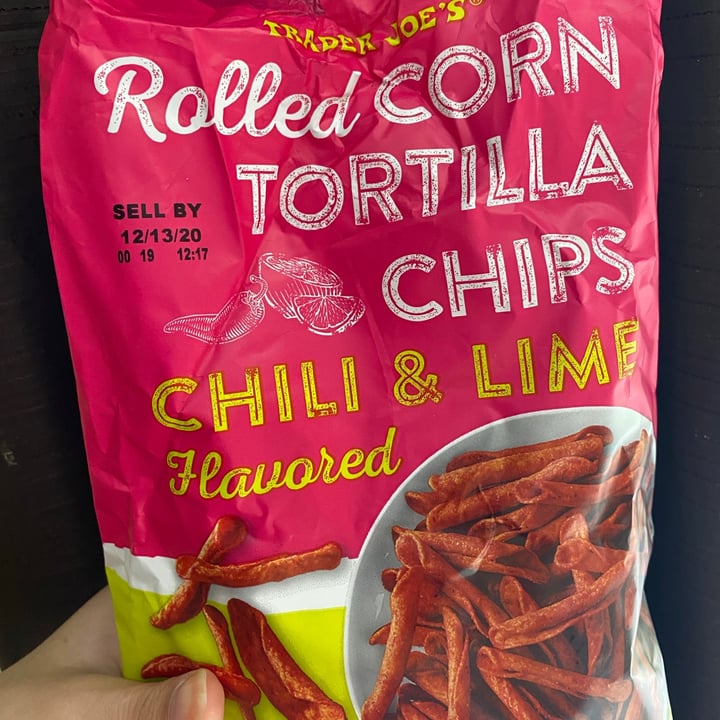 TRADER JOE'S®
Rolled CORN
TORTILLA
CHIPS
SELL BY
12/13/20
00 19 12:17
CHILI & LIME
Flavored